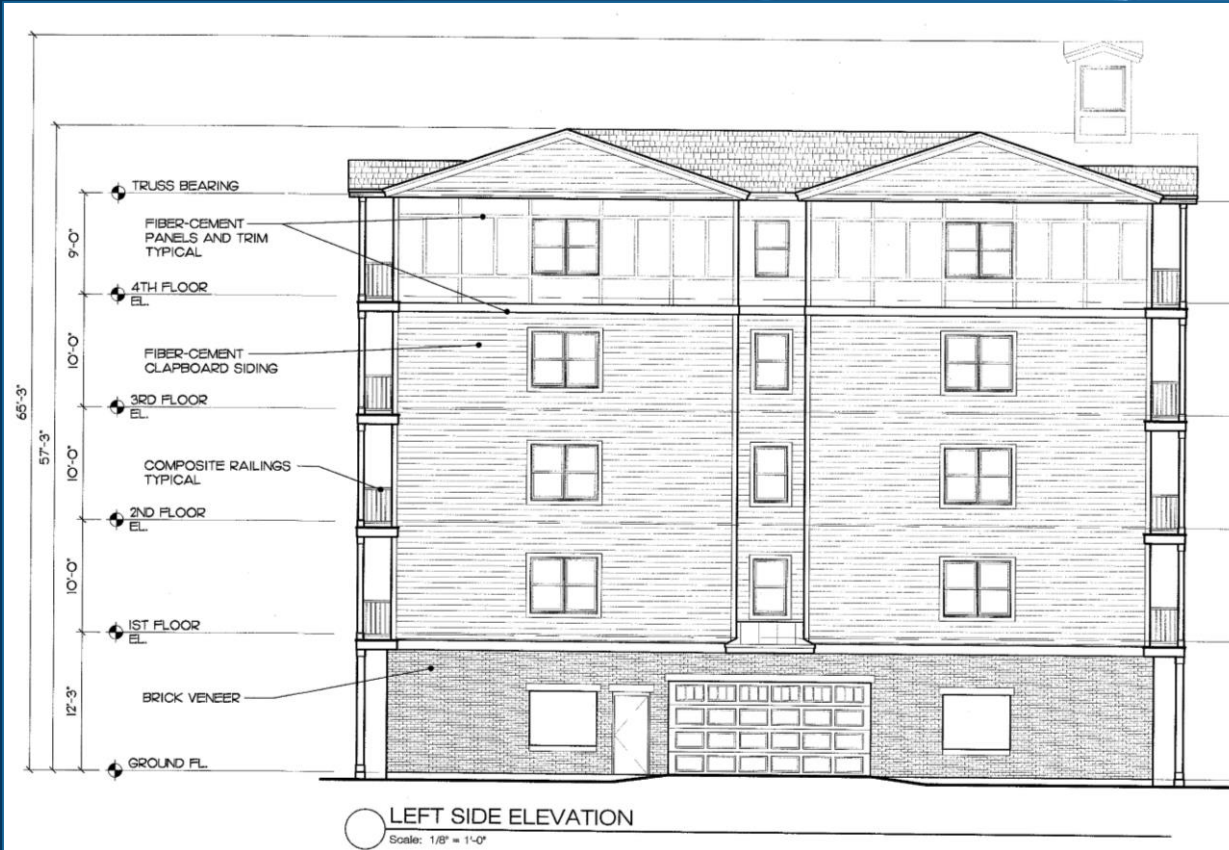 TRUSS BEARING
FIBER-CEMENT
PANELS AND TRIM
TYPICAL
9'-0"
4TH FLOOR
EL.
10'-0"
FIBER-CEMENT
CLAPBOARD SIDING
65'-3"
3RD FLOOR
EL.
57'-3"
COMPOSITE RAILINGS
TYPICAL
10'-0"
2ND FLOOR
EL.
10'-0"
1ST FLOOR
EL.
BRICK VENEER
12'-3"
GROUND FL.
LEFT SIDE ELEVATION
Scale: 1/8" = 1'-0"